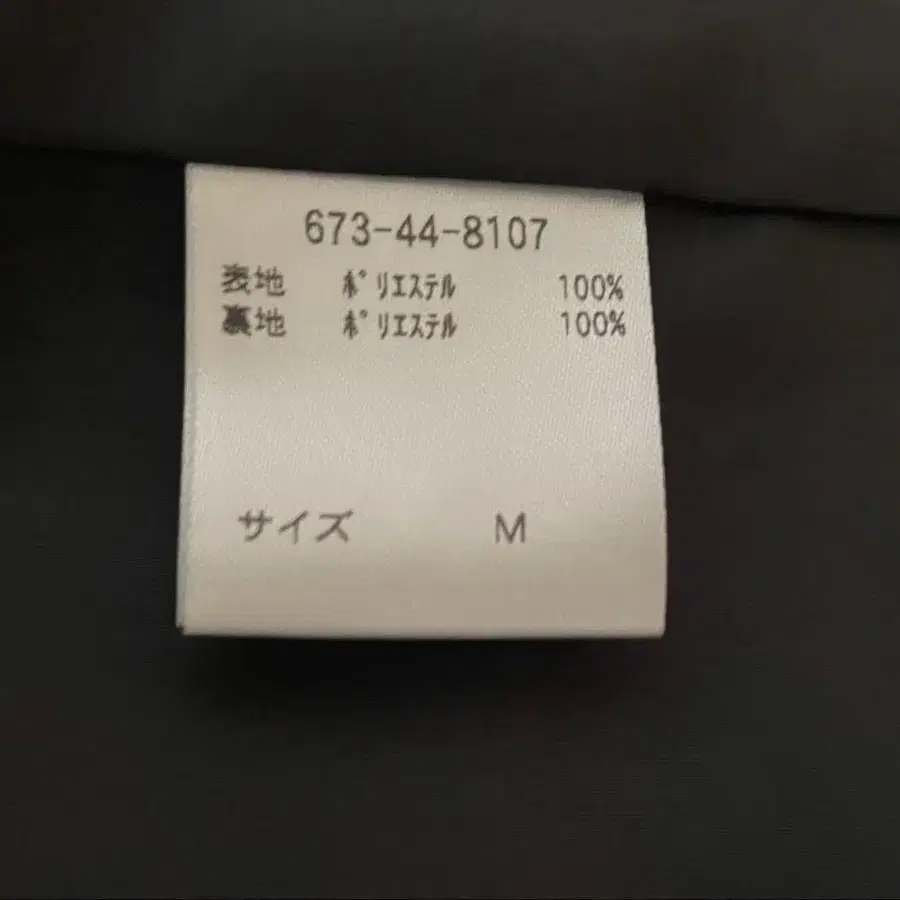 673-44-8107
表地 ポリエステル 100%
裏地 ポリエステル 100%
サイズ M